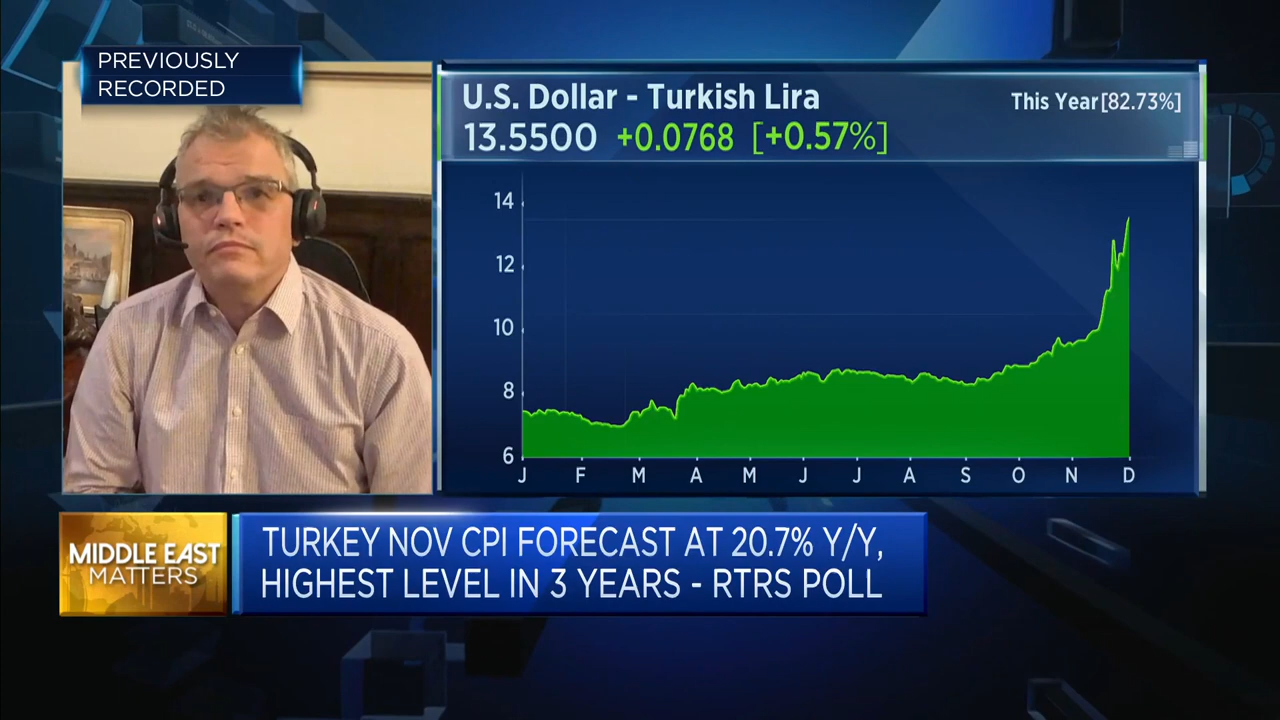 PREVIOUSLY
RECORDED
U.S. Dollar - Turkish Lira
This Year[82.73%]
13.5500 +0.0768 [+0.57%]
14
12
10
8
6
J F M A M J J A S O N D
MIDDLE EAST
MATTERS
TURKEY NOV CPI FORECAST AT 20.7% Y/Y,
HIGHEST LEVEL IN 3 YEARS - RTRS POLL